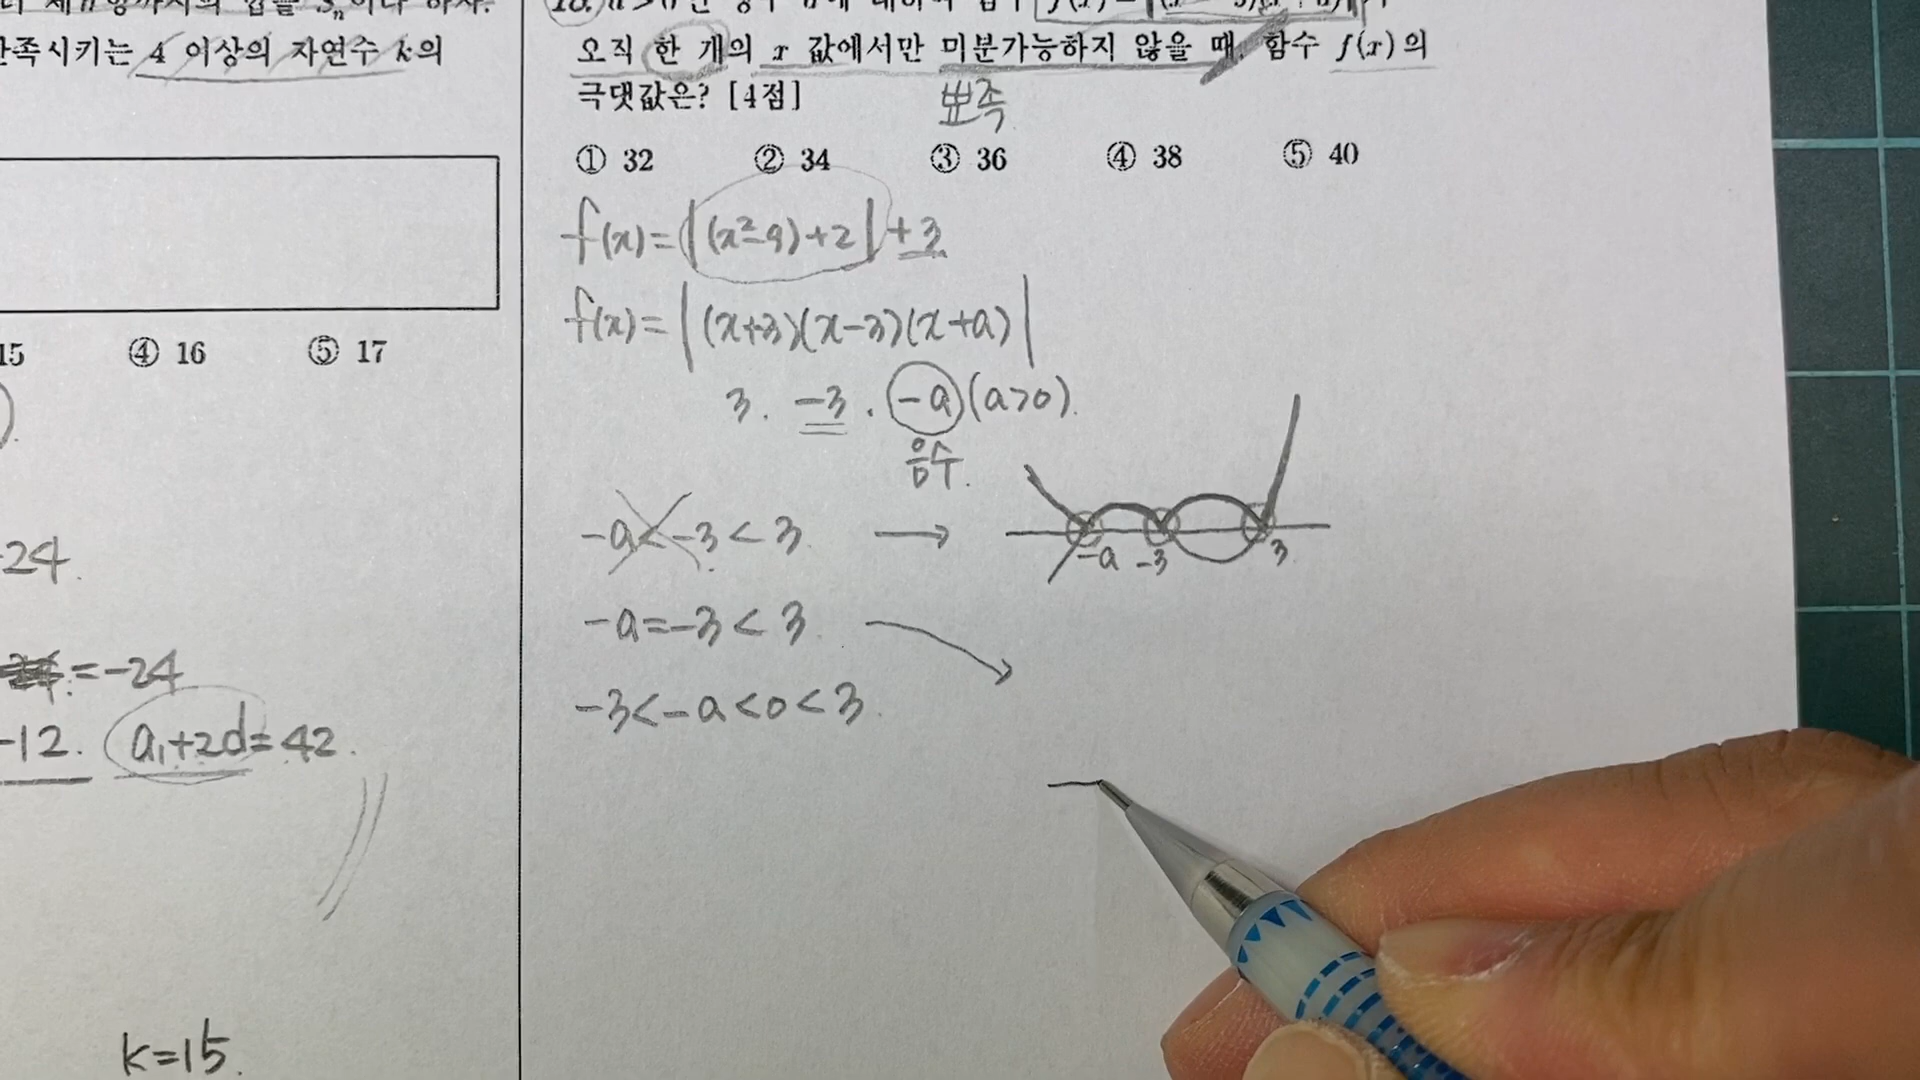 만족시키는 4 이상의 자연수 k의
15 ④ 16 ⑤ 17
-24.
=-24
-12. a₁+2d=42.
k=15.
오직 한 개의 x 값에서만 미분가능하지 않을 때, 함수 f(x)의
극댓값은? [4점]
뾰족
① 32 ② 34 ③ 36 ④ 38 ⑤ 40
f(x)=|(x²-9)+2|+3
f(x)=|(x+3)(x-3)(x+a)|
3. -3. -a (a>0).
음수.
-a<-3<3 →
-a -3 3
-a=-3<3
-3<-a<0<3.